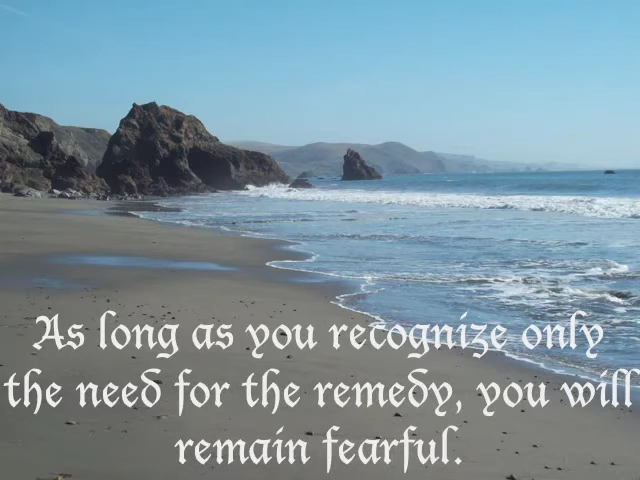 As long as you recognize only
the need for the remedy, you will
remain fearful.